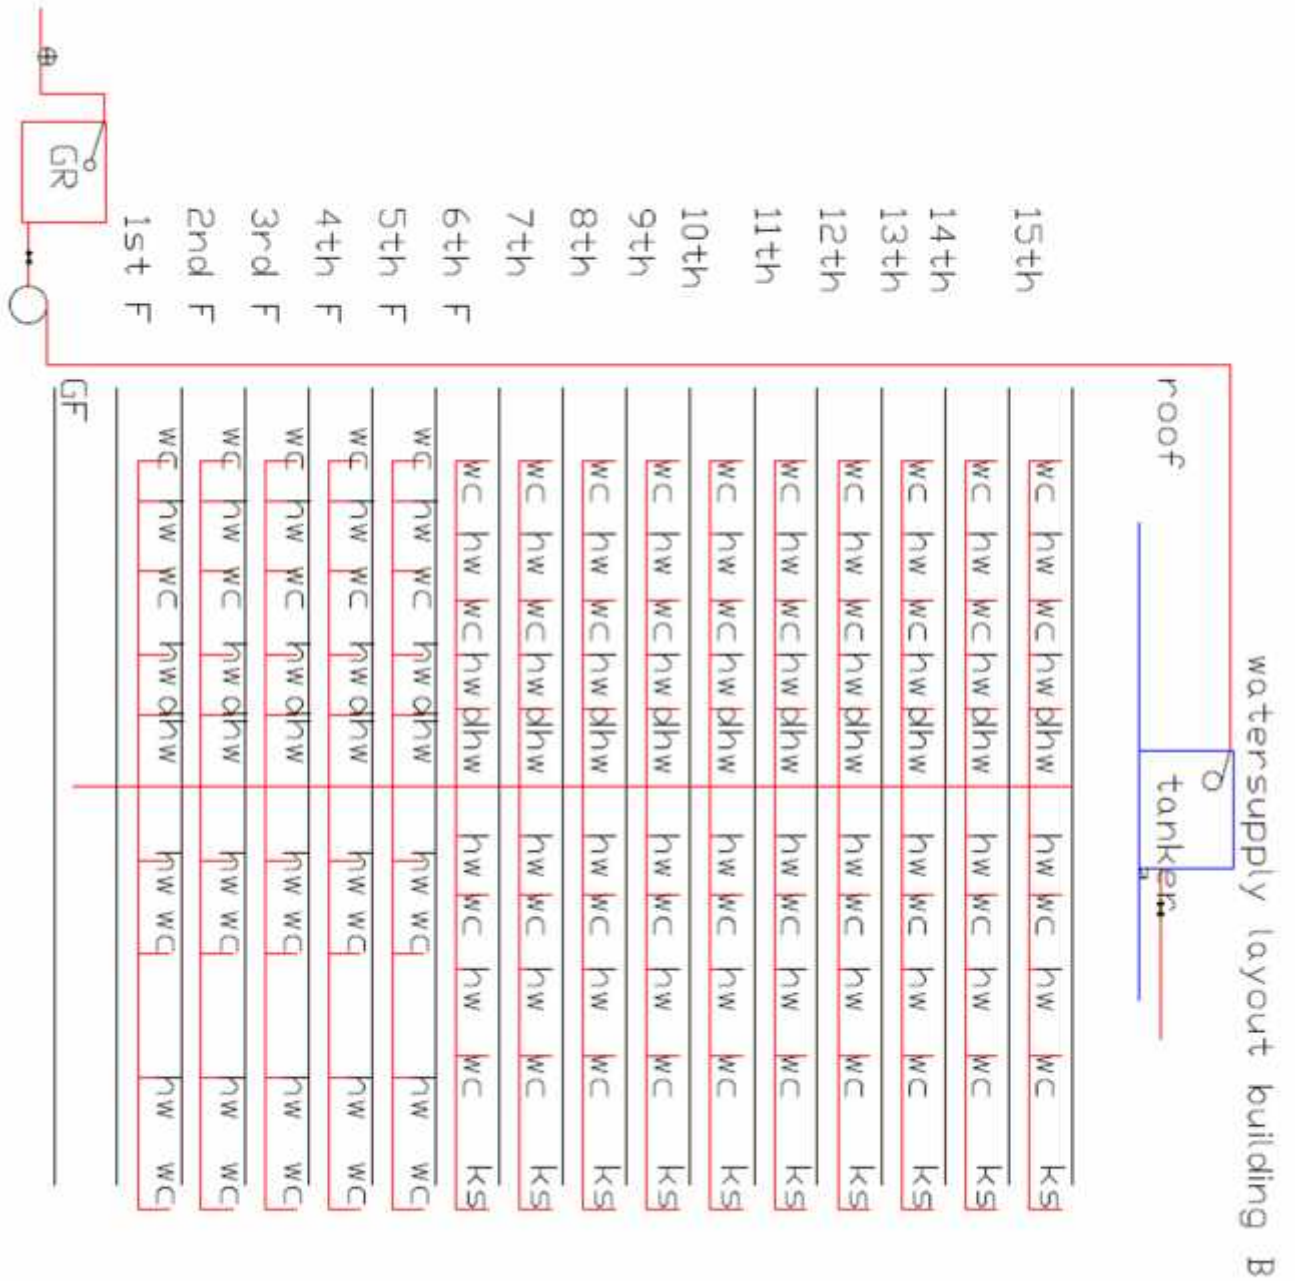 watersupply layout building B
roof
tanker
15th wc hw wc hw dhw hw wc hw wc ks
14th wc hw wc hw dhw hw wc hw wc ks
13th wc hw wc hw dhw hw wc hw wc ks
12th wc hw wc hw dhw hw wc hw wc ks
11th wc hw wc hw dhw hw wc hw wc ks
10th wc hw wc hw dhw hw wc hw wc ks
9th wc hw wc hw dhw hw wc hw wc ks
8th wc hw wc hw dhw hw wc hw wc ks
7th wc hw wc hw dhw hw wc hw wc ks
6th F wc hw wc hw dhw hw wc hw wc ks
5th F wc hw wc hw dhw hw wc hw wc
4th F wc hw wc hw dhw hw wc hw wc
3rd F wc hw wc hw dhw hw wc hw wc
2nd F wc hw wc hw dhw hw wc hw wc
1st F wc hw wc hw dhw hw wc hw wc
GF
GR